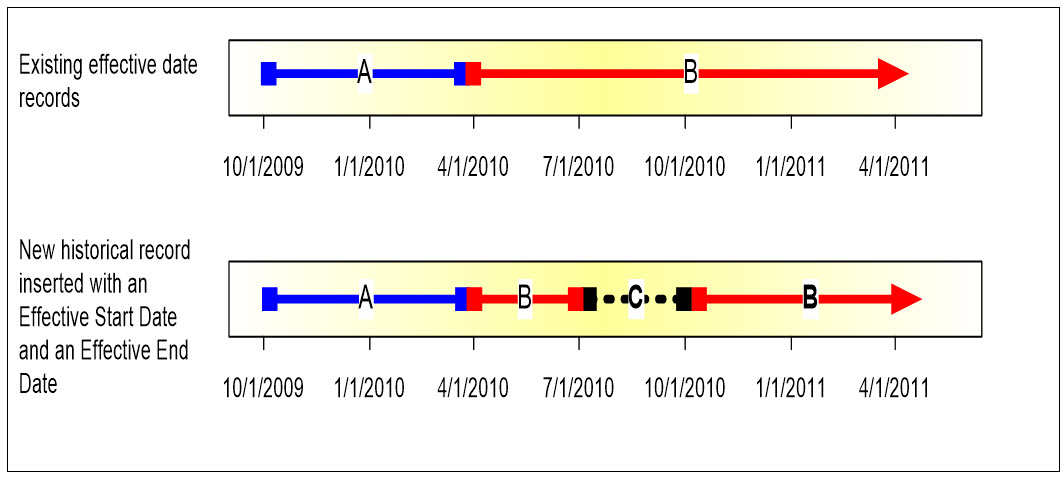 Existing effective date
records
A
B
10/1/2009 1/1/2010 4/1/2010 7/1/2010 10/1/2010 1/1/2011 4/1/2011
New historical record
inserted with an
Effective Start Date
and an Effective End
Date
A B C B
10/1/2009 1/1/2010 4/1/2010 7/1/2010 10/1/2010 1/1/2011 4/1/2011